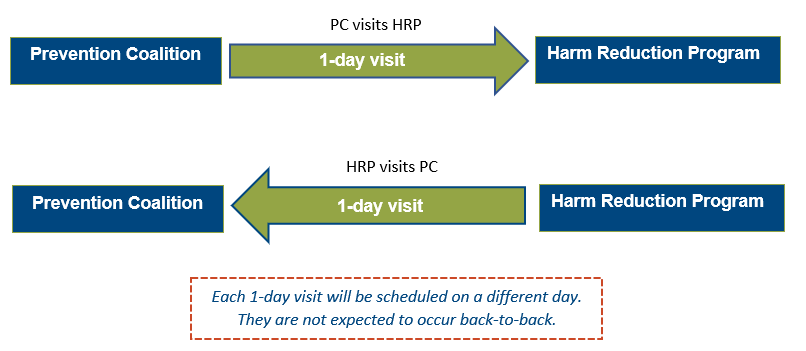 PC visits HRP
Prevention Coalition
1-day visit
Harm Reduction Program
HRP visits PC
Prevention Coalition
1-day visit
Harm Reduction Program
Each 1-day visit will be scheduled on a different day.
They are not expected to occur back-to-back.